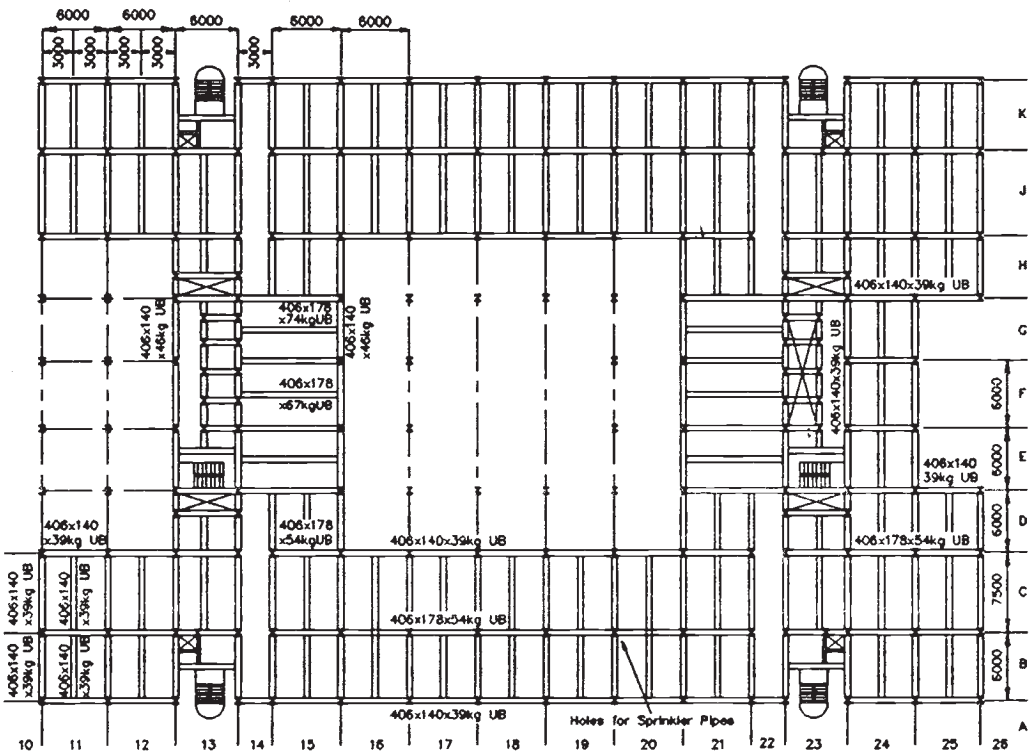 6000 6000 6000 6000 6000
3000 3000 3000 3000 3000
K
J
H
406x140x39kg UB
406x178
x74kgUB
406x140
x46kg UB
406x140
x46kg UB
G
406x140x39kg UB
406x178
x67kgUB
F
6000
E
6000
406x140
39kg UB
406x140
x39kg UB
406x178
x54kgUB
406x140x39kg UB
406x178x54kg UB
D
6000
406x140
x39kg UB
406x140
x39kg UB
406x178x54kg UB
C
7500
406x140
x39kg UB
406x140
x39kg UB
B
6000
406x140x39kg UB
Holes for Sprinkler Pipes
A
10 11 12 13 14 15 16 17 18 19 20 21 22 23 24 25 26